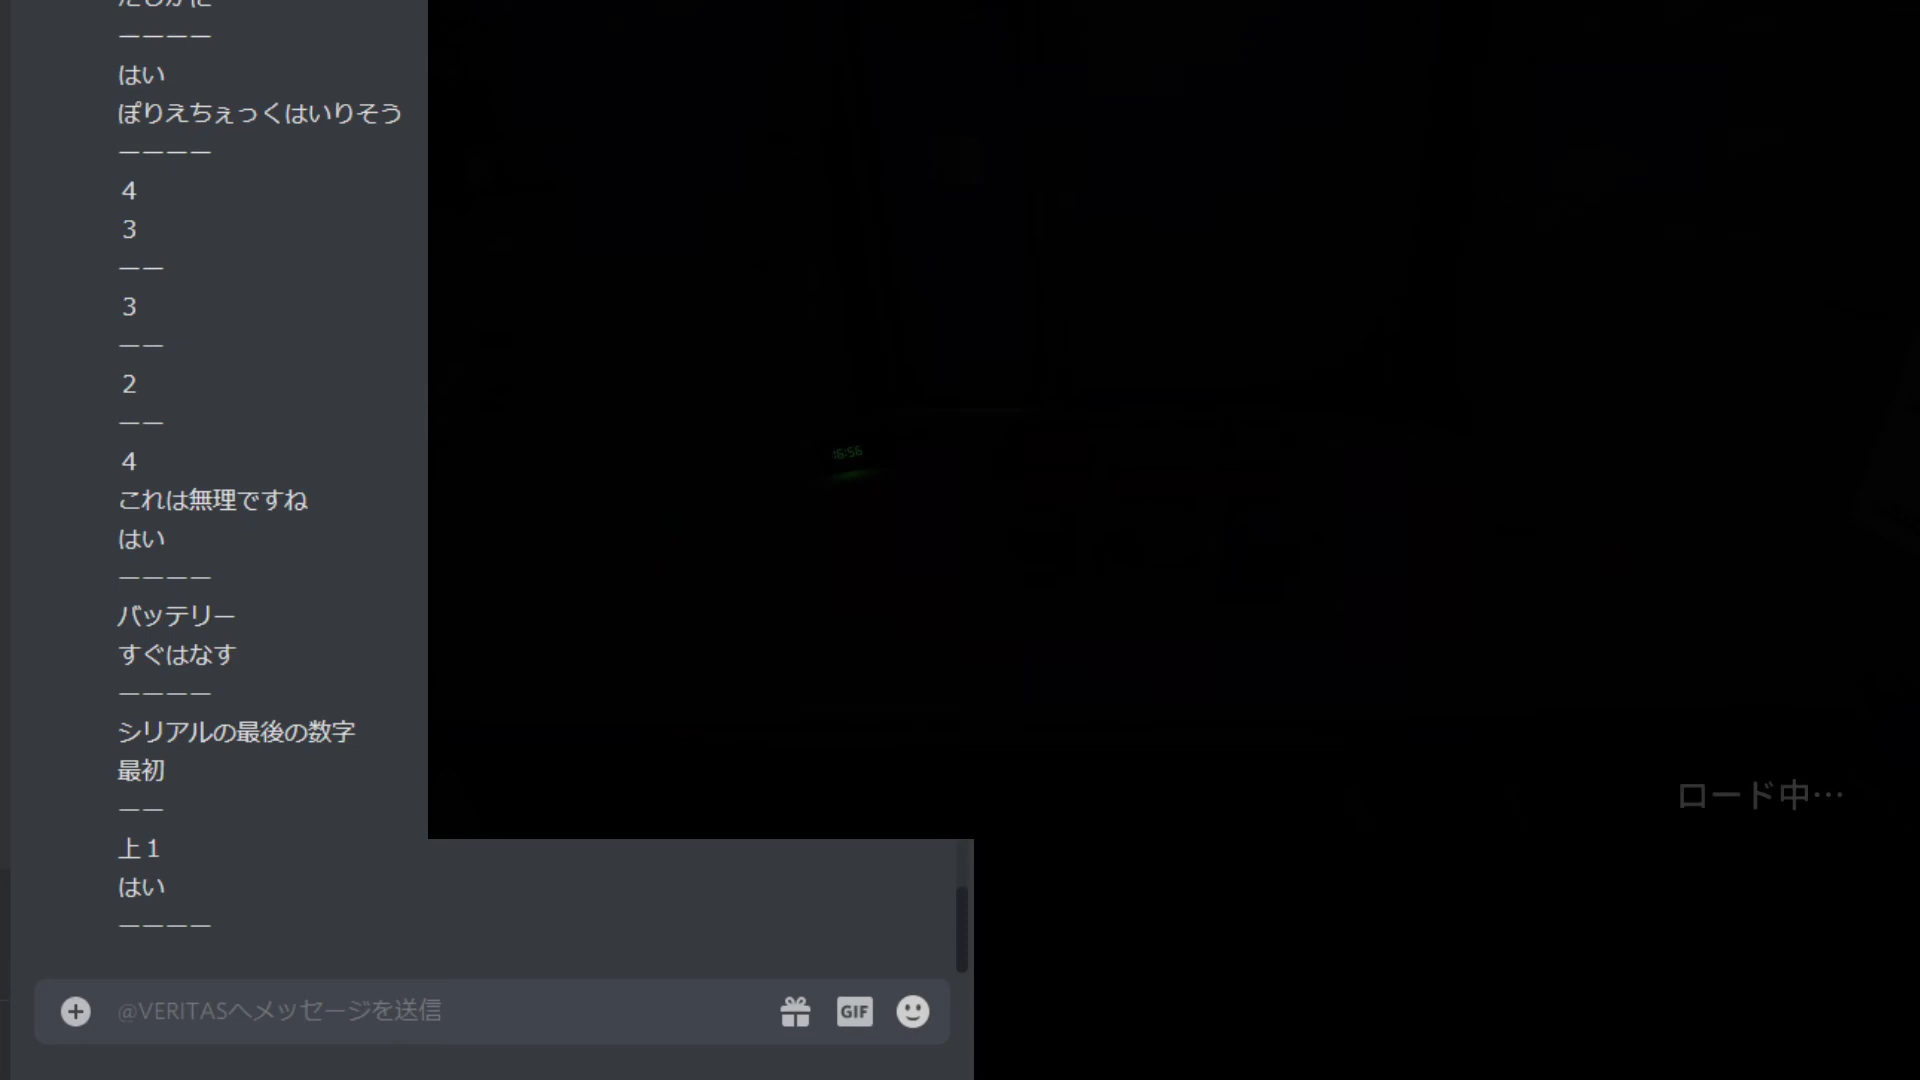 ーーーー
はい
ぽりえちぇっくはいりそう
ーーーー
4
3
ーー
3
ーー
2
ーー
4
これは無理ですね
はい
ーーーー
バッテリー
すぐはなす
ーーーー
シリアルの最後の数字
最初
ーー
上1
はい
ーーーー
@VERITASへメッセージを送信
GIF
ロード中…